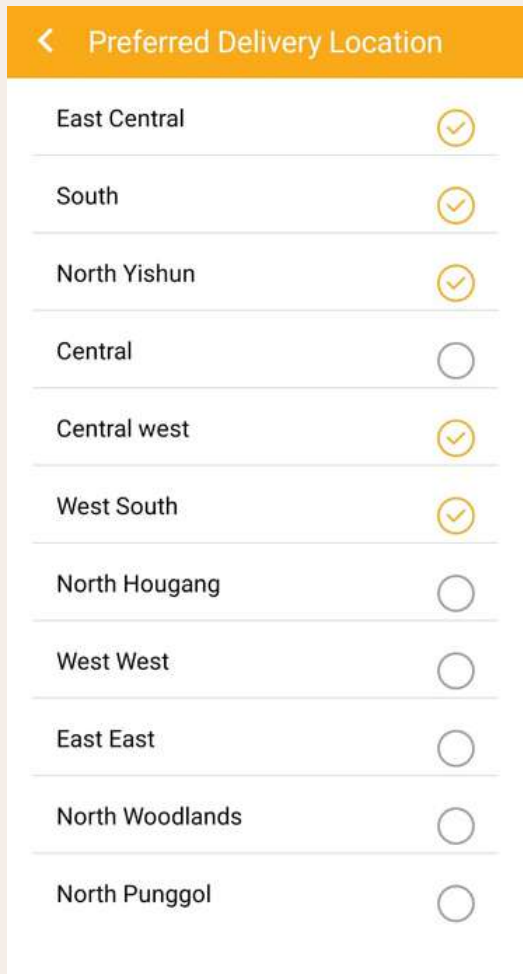 Preferred Delivery Location
East Central
South
North Yishun
Central
Central west
West South
North Hougang
West West
East East
North Woodlands
North Punggol